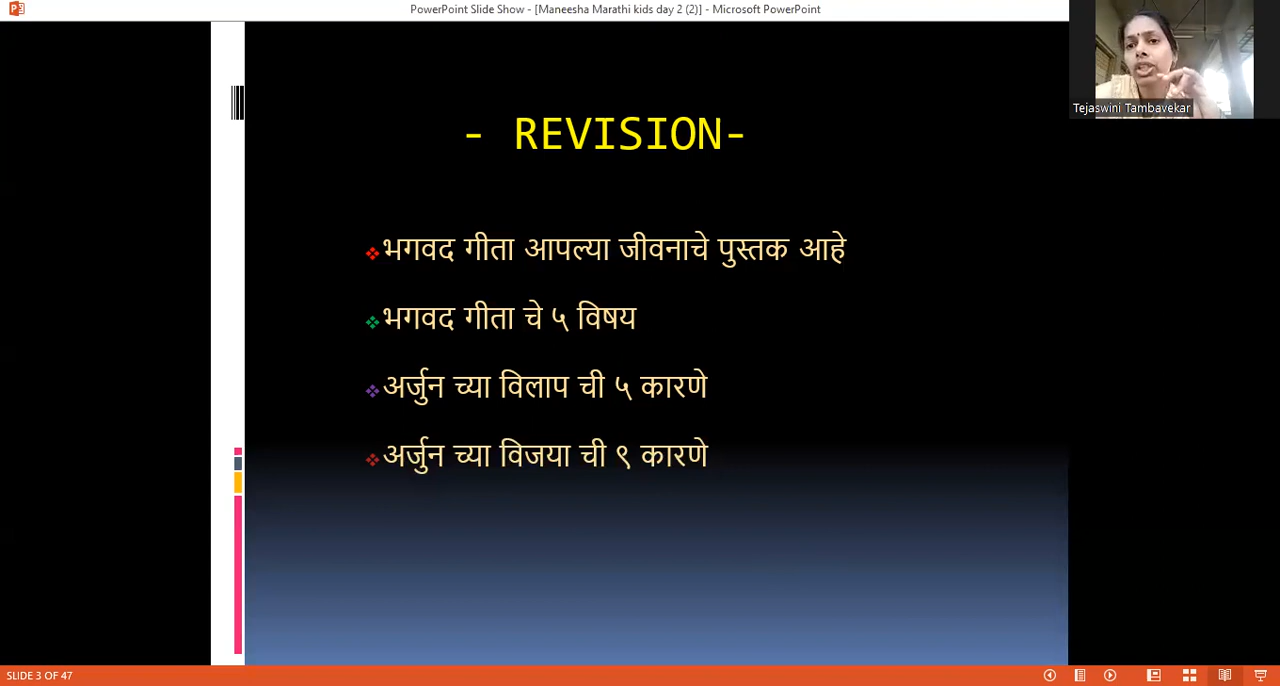 PowerPoint Slide Show - [Maneesha Marathi kids day 2 (2)] - Microsoft PowerPoint
Tejaswini Tambavekar
- REVISION-
भगवद गीता आपल्या जीवनाचे पुस्तक आहे
भगवद गीता चे ५ विषय
अर्जुन च्या विलाप ची ५ कारणे
अर्जुन च्या विजया ची ९ कारणे
SLIDE 3 OF 47